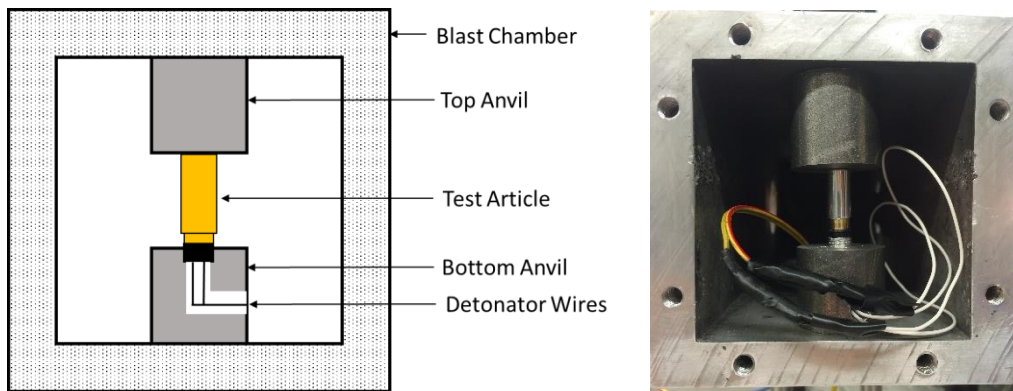 Blast Chamber
Top Anvil
Test Article
Bottom Anvil
Detonator Wires